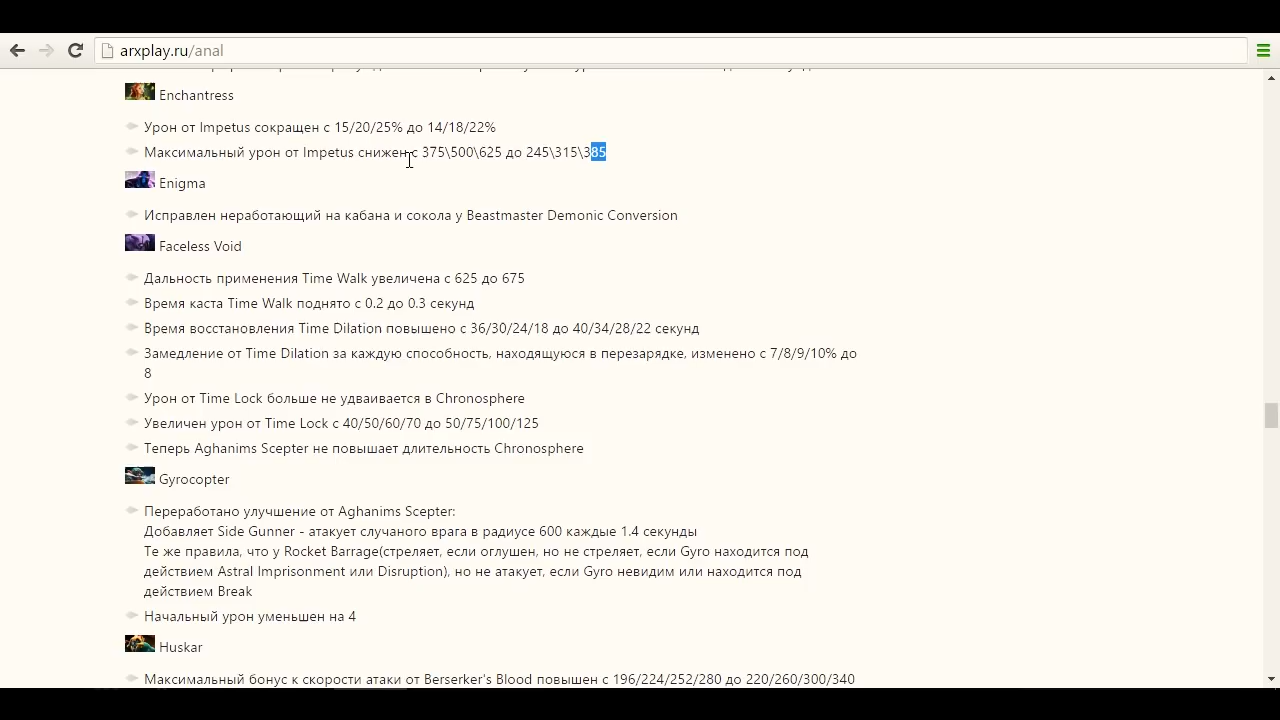 arxplay.ru/anal
Enchantress
Урон от Impetus сокращен с 15/20/25% до 14/18/22%
Максимальный урон от Impetus снижен с 375\500\625 до 245\315\385
Enigma
Исправлен неработающий на кабана и сокола у Beastmaster Demonic Conversion
Faceless Void
Дальность применения Time Walk увеличена с 625 до 675
Время каста Time Walk поднято с 0.2 до 0.3 секунд
Время восстановления Time Dilation повышено с 36/30/24/18 до 40/34/28/22 секунд
Замедление от Time Dilation за каждую способность, находящуюся в перезарядке, изменено с 7/8/9/10% до
8
Урон от Time Lock больше не удваивается в Chronosphere
Увеличен урон от Time Lock с 40/50/60/70 до 50/75/100/125
Теперь Aghanims Scepter не повышает длительность Chronosphere
Gyrocopter
Переработано улучшение от Aghanims Scepter:
Добавляет Side Gunner - атакует случаного врага в радиусе 600 каждые 1.4 секунды
Те же правила, что у Rocket Barrage(стреляет, если оглушен, но не стреляет, если Gyro находится под
действием Astral Imprisonment или Disruption), но не атакует, если Gyro невидим или находится под
действием Break
Начальный урон уменьшен на 4
Huskar
Максимальный бонус к скорости атаки от Berserker's Blood повышен с 196/224/252/280 до 220/260/300/340